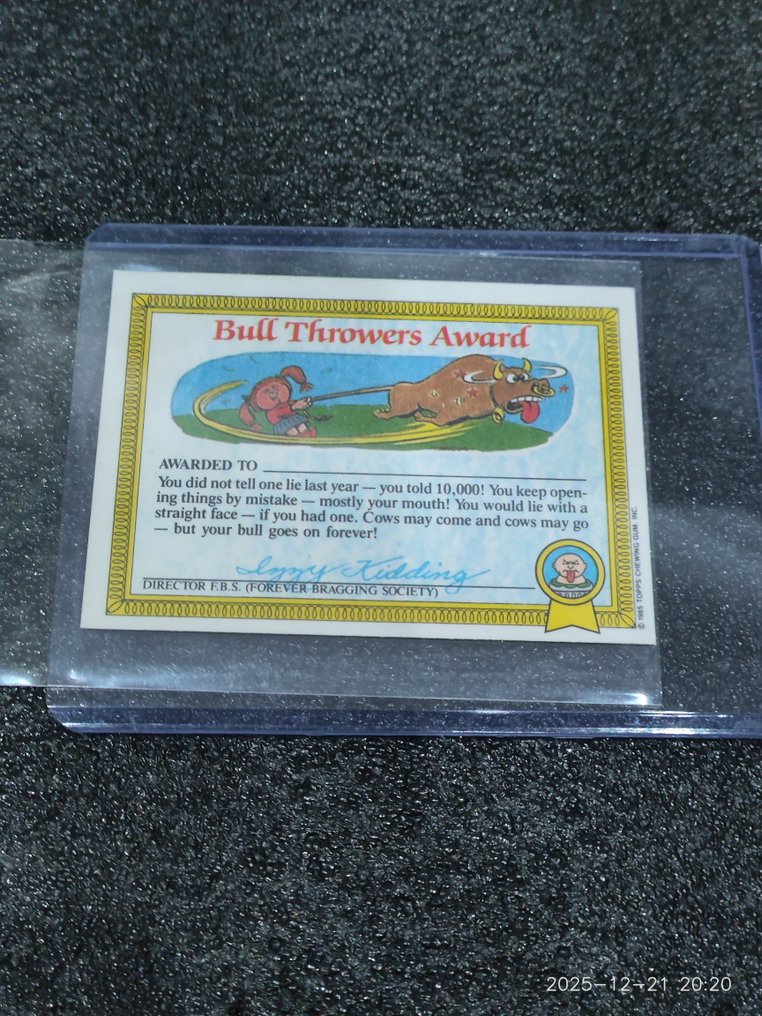 Bull Throwers Award
AWARDED TO
You did not tell one lie last year — you told 10,000! You keep open-
ing things by mistake — mostly your mouth! You would lie with a
straight face — if you had one. Cows may come and cows may go
— but your bull goes on forever!
Izzy Kidding
DIRECTOR F.B.S. (FOREVER BRAGGING SOCIETY)
© 1985 TOPPS CHEWING GUM, INC.
2025-12-21 20:20